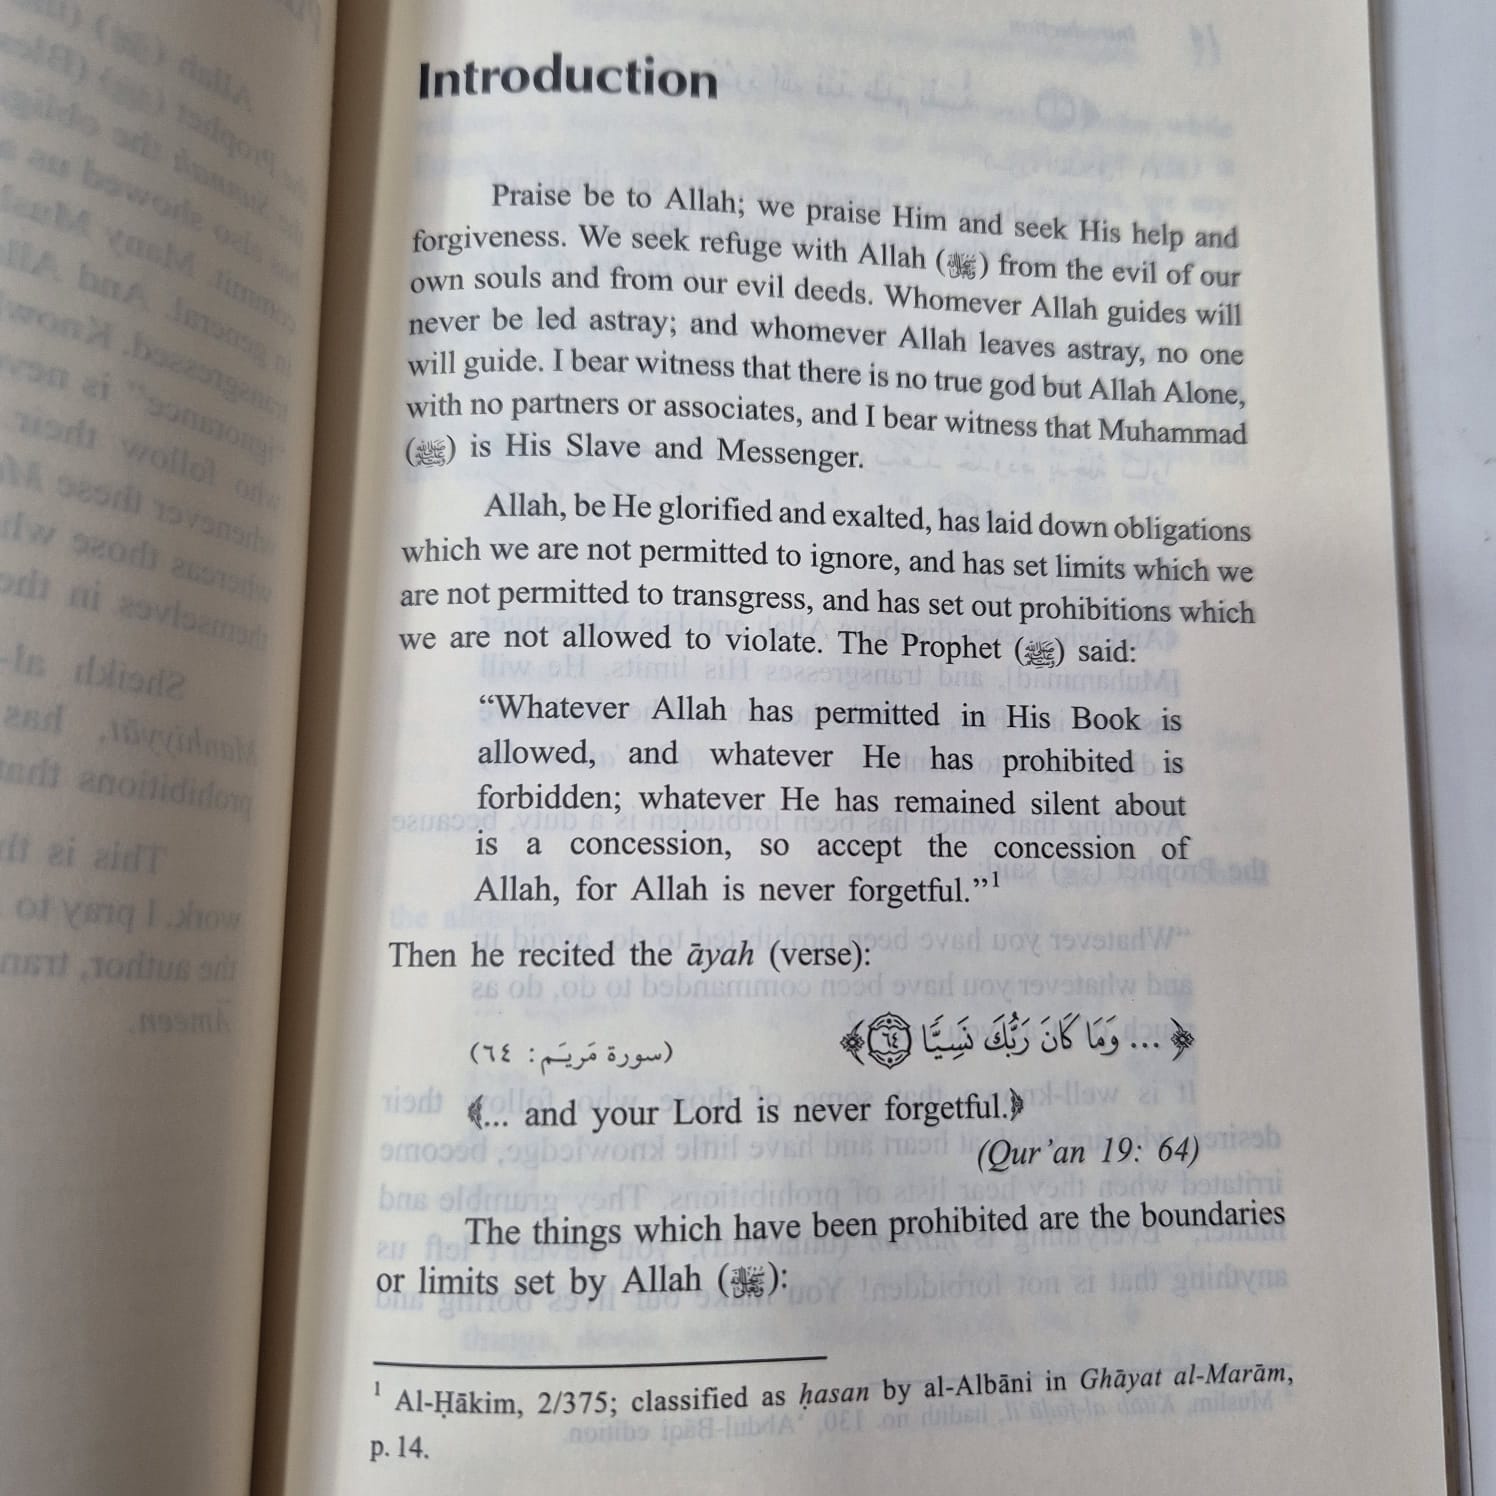 Introduction
Praise be to Allah; we praise Him and seek His help and
forgiveness. We seek refuge with Allah (ﷻ) from the evil of our
own souls and from our evil deeds. Whomever Allah guides will
never be led astray; and whomever Allah leaves astray, no one
will guide. I bear witness that there is no true god but Allah Alone,
with no partners or associates, and I bear witness that Muhammad
(ﷺ) is His Slave and Messenger.
Allah, be He glorified and exalted, has laid down obligations
which we are not permitted to ignore, and has set limits which we
are not permitted to transgress, and has set out prohibitions which
we are not allowed to violate. The Prophet (ﷺ) said:
“Whatever Allah has permitted in His Book is
allowed, and whatever He has prohibited is
forbidden; whatever He has remained silent about
is a concession, so accept the concession of
Allah, for Allah is never forgetful.”¹
Then he recited the āyah (verse):
﴿... وَمَا كَانَ رَبُّكَ نَسِيًّا ٦٤﴾ (سورة مَريَم: ٦٤)
﴾... and your Lord is never forgetful.﴿
(Qur’an 19: 64)
The things which have been prohibited are the boundaries
or limits set by Allah (ﷻ):
¹ Al-Ḥākim, 2/375; classified as ḥasan by al-Albāni in Ghāyat al-Marām,
p. 14.